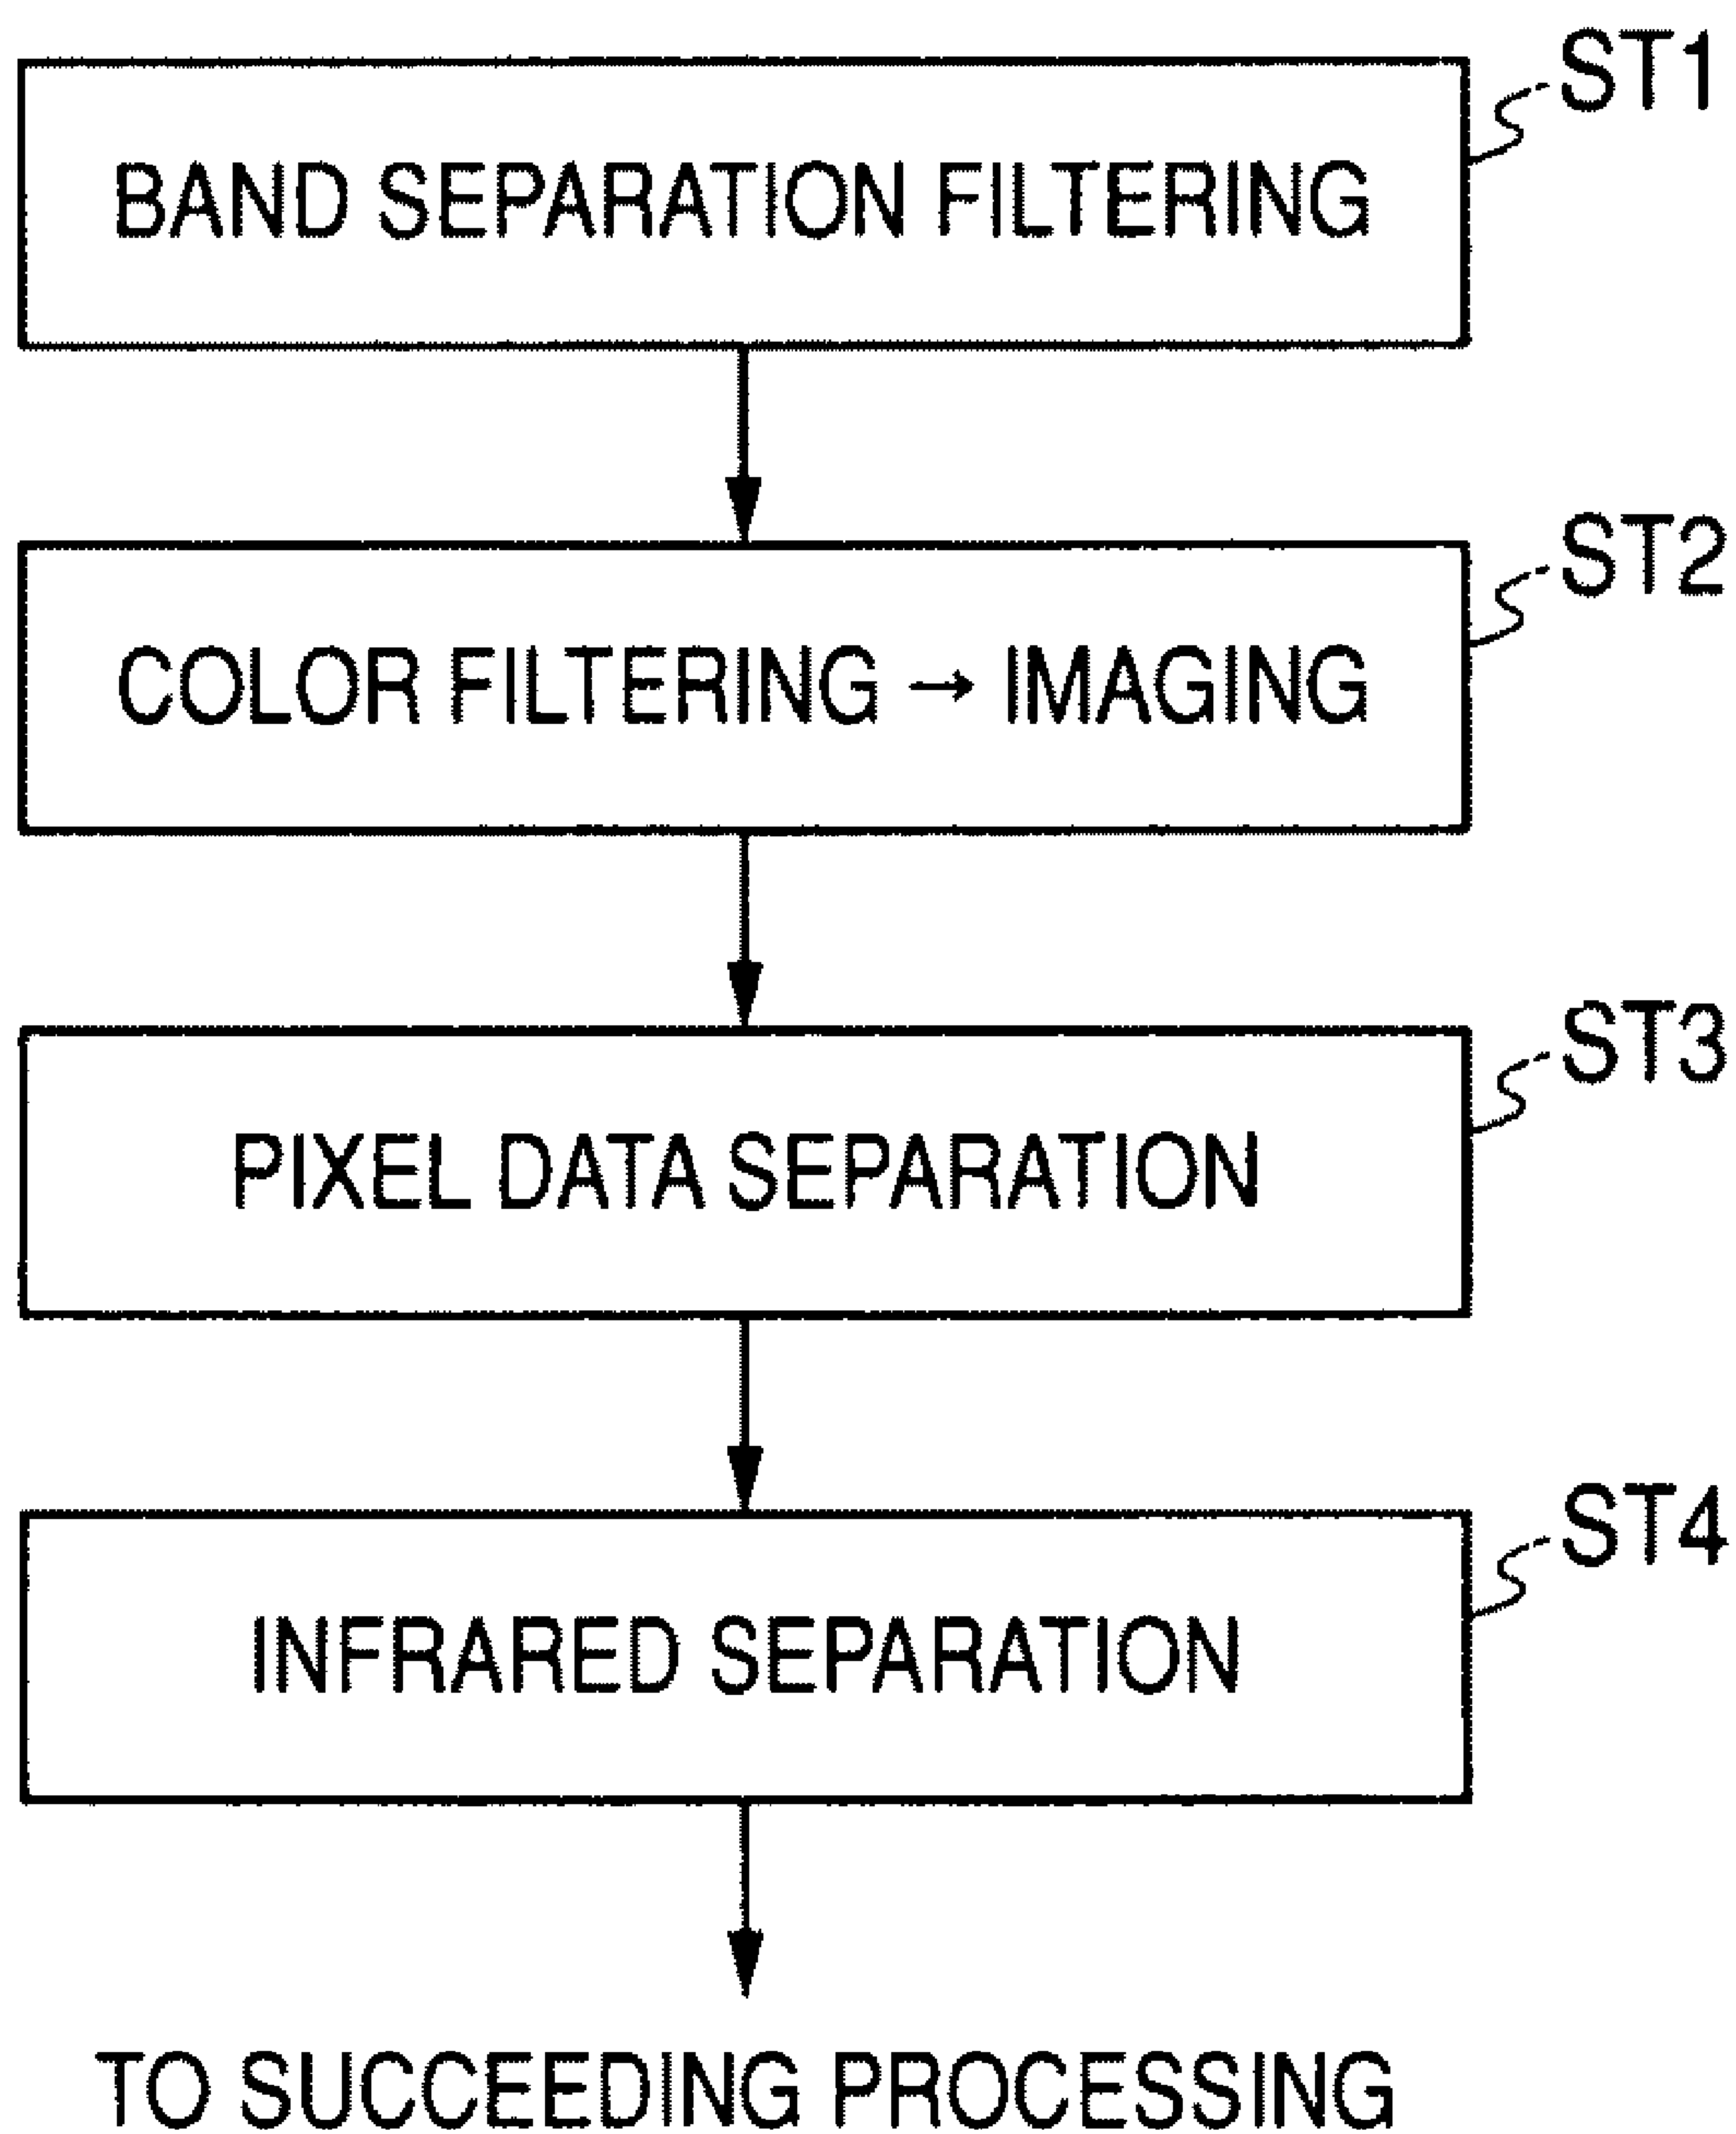 ST1
BAND SEPARATION FILTERING
ST2
COLOR FILTERING → IMAGING
ST3
PIXEL DATA SEPARATION
ST4
INFRARED SEPARATION
TO SUCCEEDING PROCESSING